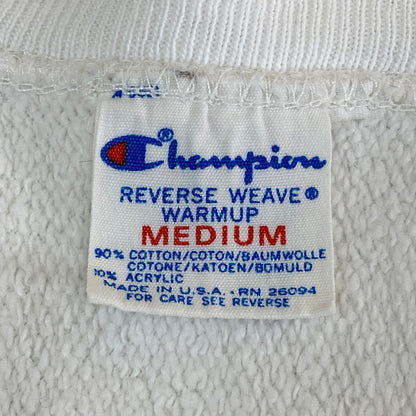 Champion®
REVERSE WEAVE®
WARMUP
MEDIUM
90% COTTON/COTON/BAUMWOLLE
COTONE/KATOEN/BOMULD
10% ACRYLIC
MADE IN U.S.A. RN 26094
FOR CARE SEE REVERSE